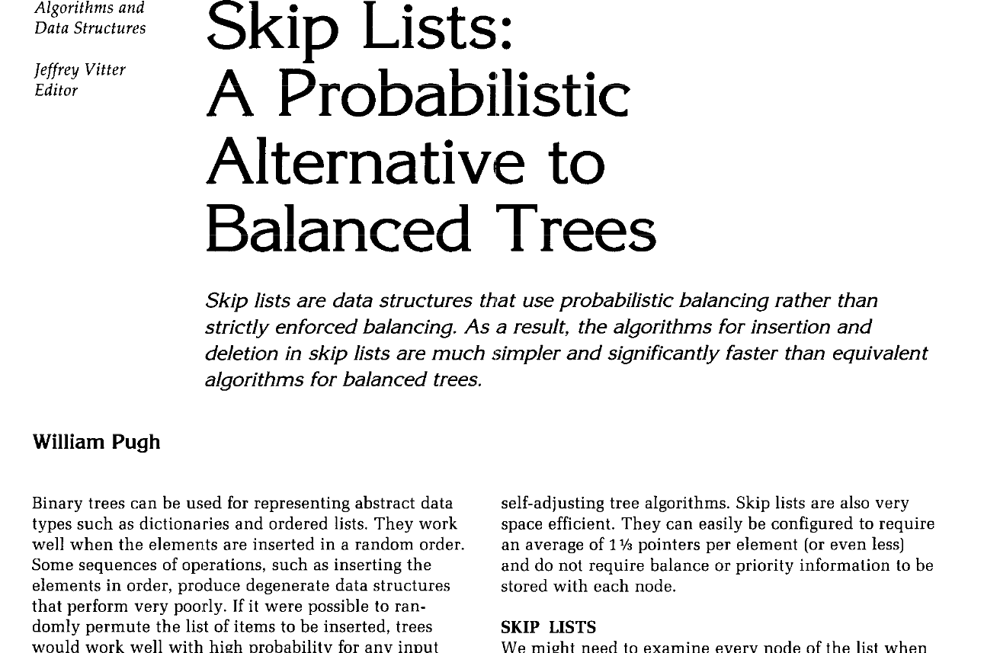 Algorithms and
Data Structures
Jeffrey Vitter
Editor
Skip Lists:
A Probabilistic
Alternative to
Balanced Trees
Skip lists are data structures that use probabilistic balancing rather than
strictly enforced balancing. As a result, the algorithms for insertion and
deletion in skip lists are much simpler and significantly faster than equivalent
algorithms for balanced trees.
William Pugh
Binary trees can be used for representing abstract data
types such as dictionaries and ordered lists. They work
well when the elements are inserted in a random order.
Some sequences of operations, such as inserting the
elements in order, produce degenerate data structures
that perform very poorly. If it were possible to ran-
domly permute the list of items to be inserted, trees
would work well with high probability for any input
self-adjusting tree algorithms. Skip lists are also very
space efficient. They can easily be configured to require
an average of 1⅓ pointers per element (or even less)
and do not require balance or priority information to be
stored with each node.
SKIP LISTS
We might need to examine every node of the list when